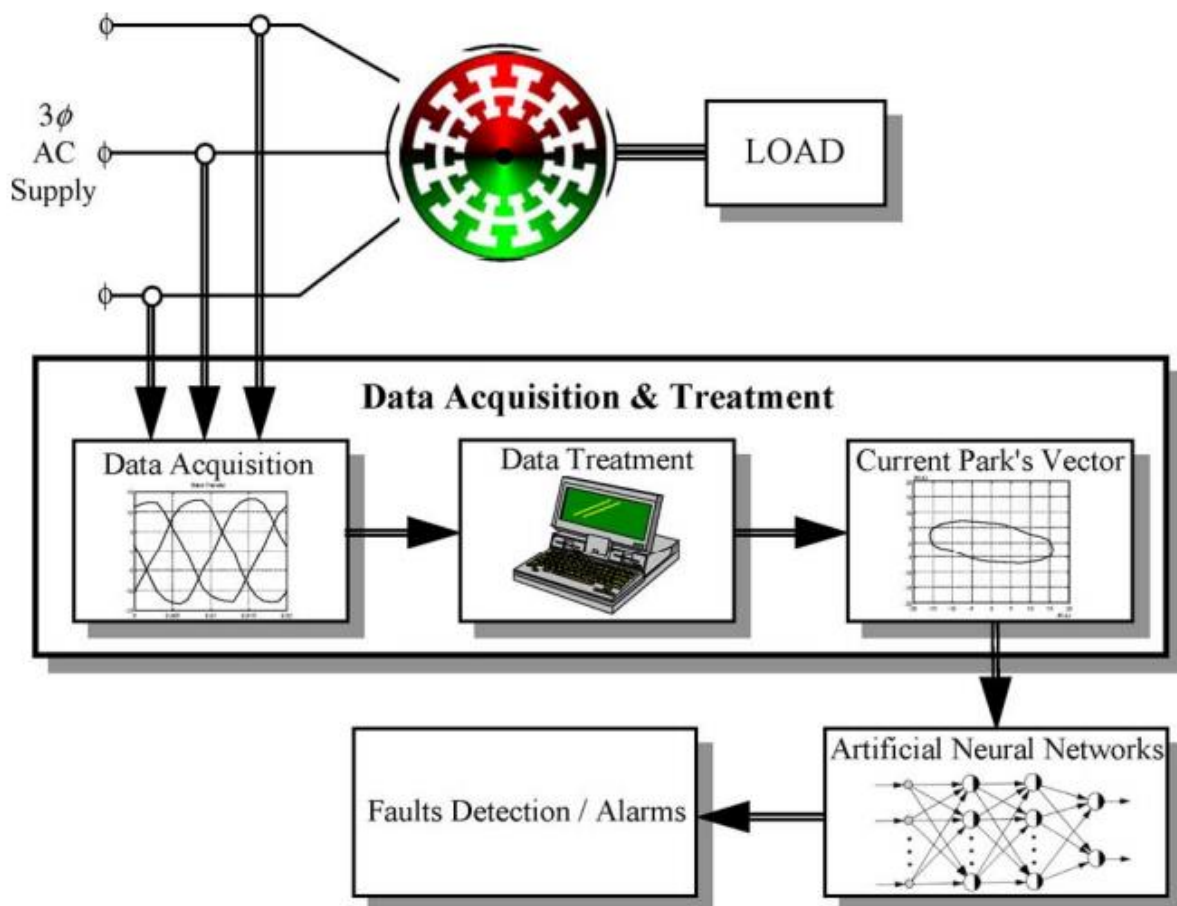 ϕ
3ϕ
AC
Supply
ϕ
ϕ
LOAD
Data Acquisition & Treatment
Data Acquisition
Data Treatment
Current Park's Vector
Artificial Neural Networks
Faults Detection / Alarms